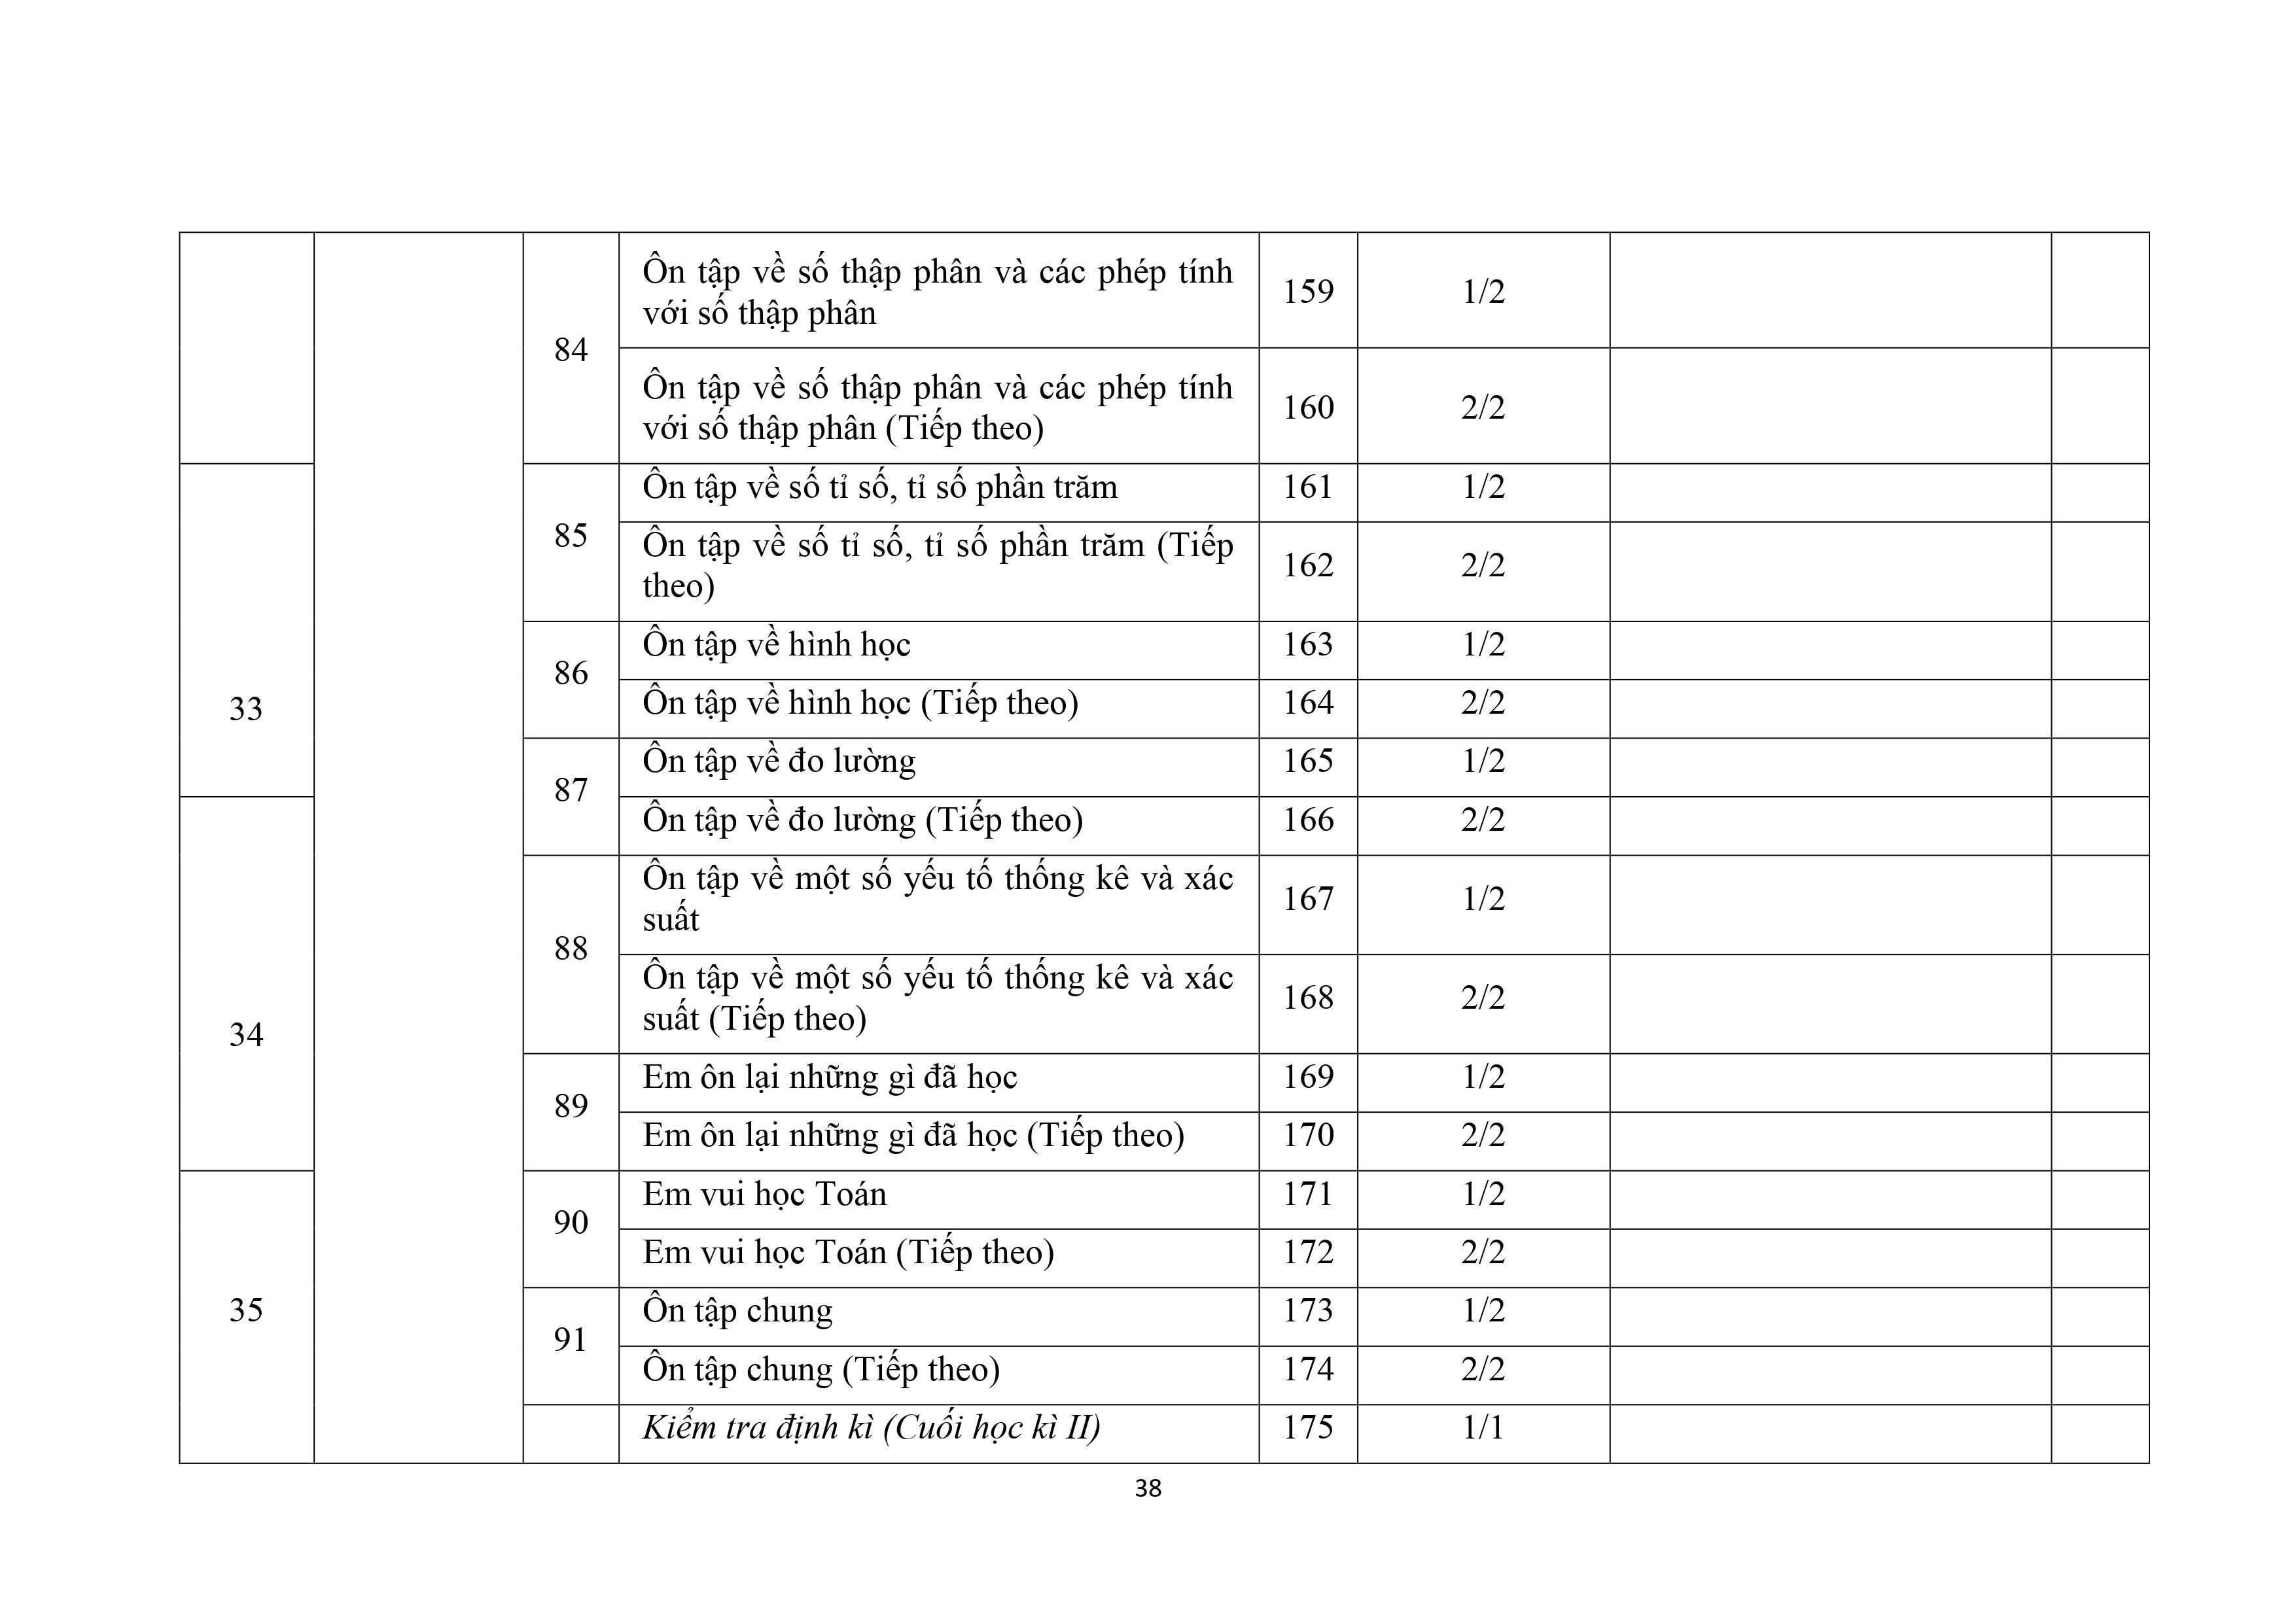 84
Ôn tập về số thập phân và các phép tính
với số thập phân
159
1/2
Ôn tập về số thập phân và các phép tính
với số thập phân (Tiếp theo)
160
2/2
33
85
Ôn tập về số tỉ số, tỉ số phần trăm
161
1/2
Ôn tập về số tỉ số, tỉ số phần trăm (Tiếp
theo)
162
2/2
86
Ôn tập về hình học
163
1/2
Ôn tập về hình học (Tiếp theo)
164
2/2
87
Ôn tập về đo lường
165
1/2
34
Ôn tập về đo lường (Tiếp theo)
166
2/2
88
Ôn tập về một số yếu tố thống kê và xác
suất
167
1/2
Ôn tập về một số yếu tố thống kê và xác
suất (Tiếp theo)
168
2/2
89
Em ôn lại những gì đã học
169
1/2
Em ôn lại những gì đã học (Tiếp theo)
170
2/2
35
90
Em vui học Toán
171
1/2
Em vui học Toán (Tiếp theo)
172
2/2
91
Ôn tập chung
173
1/2
Ôn tập chung (Tiếp theo)
174
2/2
Kiểm tra định kì (Cuối học kì II)
175
1/1
38